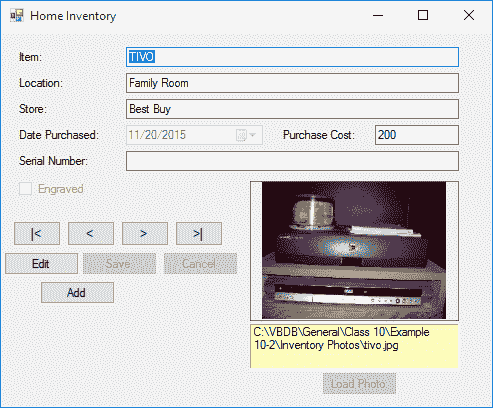 Home Inventory
Item: TIVO
Location: Family Room
Store: Best Buy
Date Purchased: 11/20/2015 Purchase Cost: 200
Serial Number:
Engraved
|< < > >|
Edit Save Cancel
Add
C:\VBDB\General\Class 10\Example
10-2\Inventory Photos\tivo.jpg
Load Photo